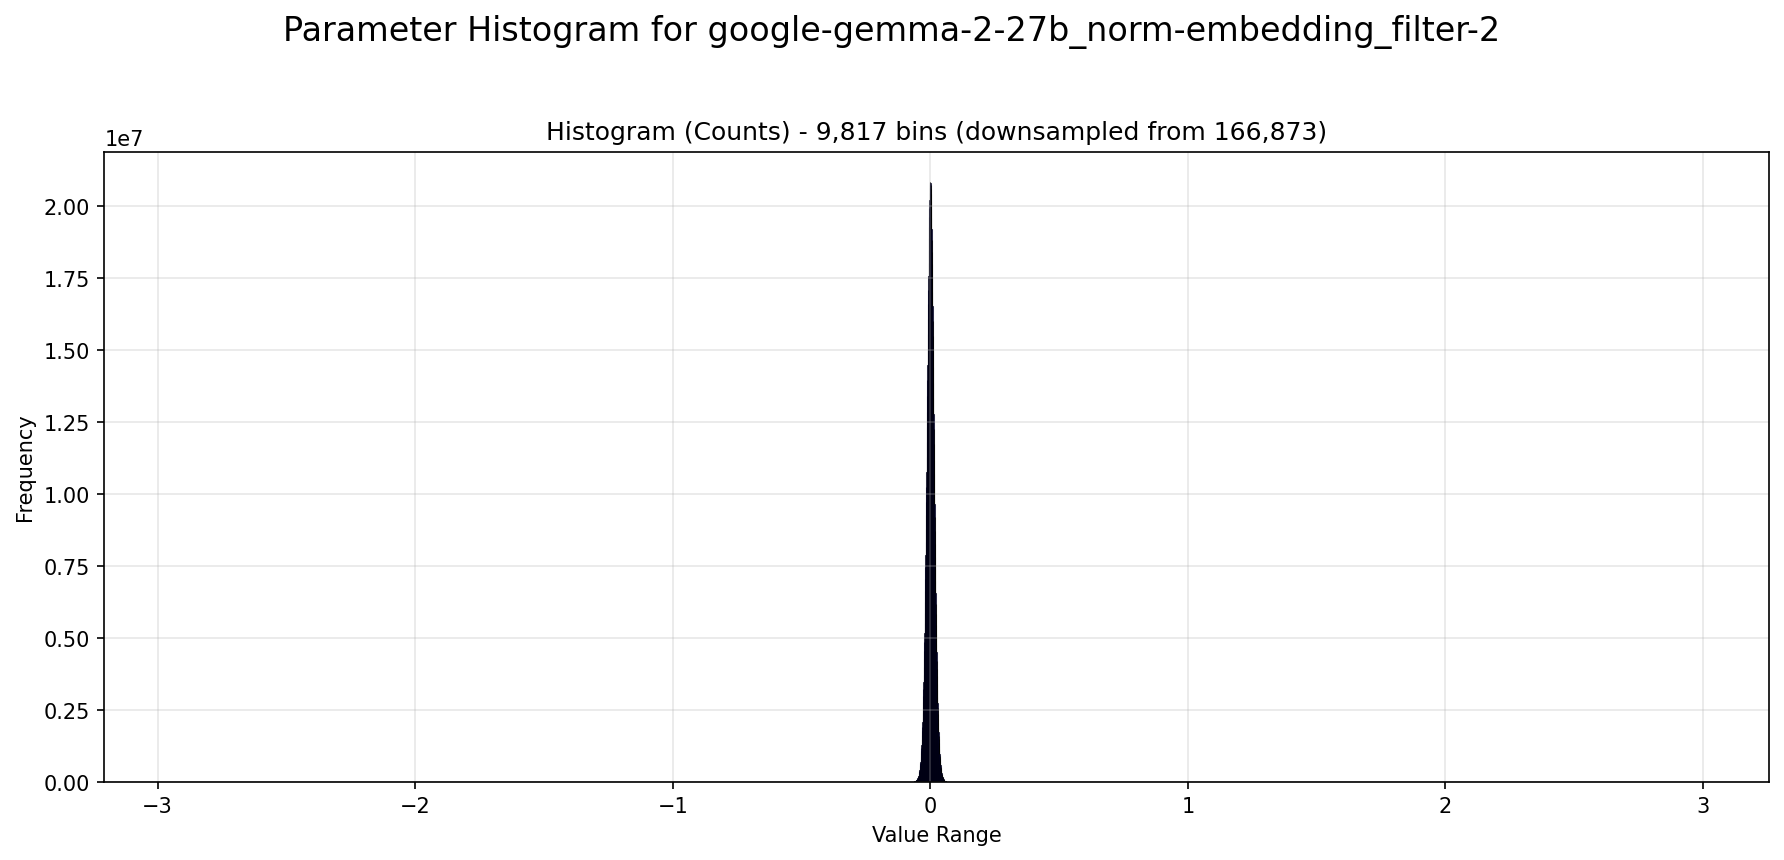 Parameter Histogram for google-gemma-2-27b_norm-embedding_filter-2
Histogram (Counts) - 9,817 bins (downsampled from 166,873)
1e7
2.00
1.75
1.50
1.25
1.00
0.75
0.50
0.25
0.00
Frequency
−3 −2 −1 0 1 2 3
Value Range